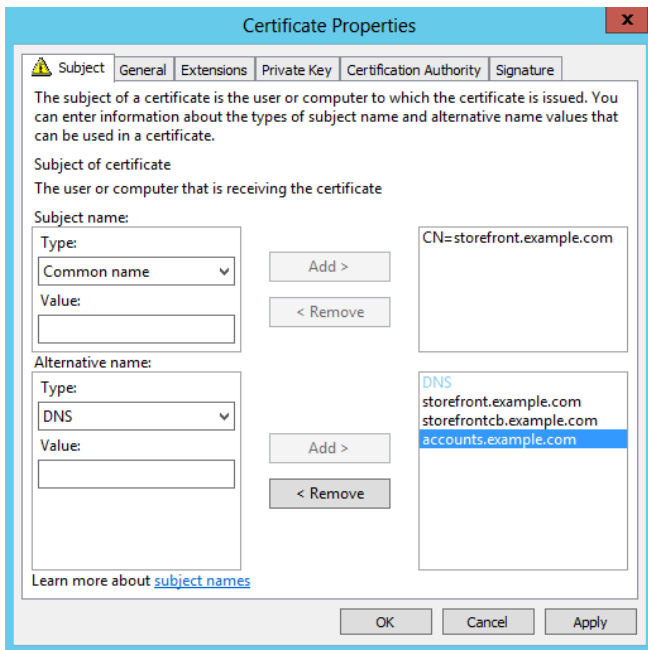 Certificate Properties
x
Subject General Extensions Private Key Certification Authority Signature
The subject of a certificate is the user or computer to which the certificate is issued. You
can enter information about the types of subject name and alternative name values that
can be used in a certificate.
Subject of certificate
The user or computer that is receiving the certificate
Subject name:
Type:
Common name
Value:
Add >
< Remove
CN=storefront.example.com
Alternative name:
Type:
DNS
Value:
Add >
< Remove
DNS
storefront.example.com
storefrontcb.example.com
accounts.example.com
Learn more about subject names
OK Cancel Apply